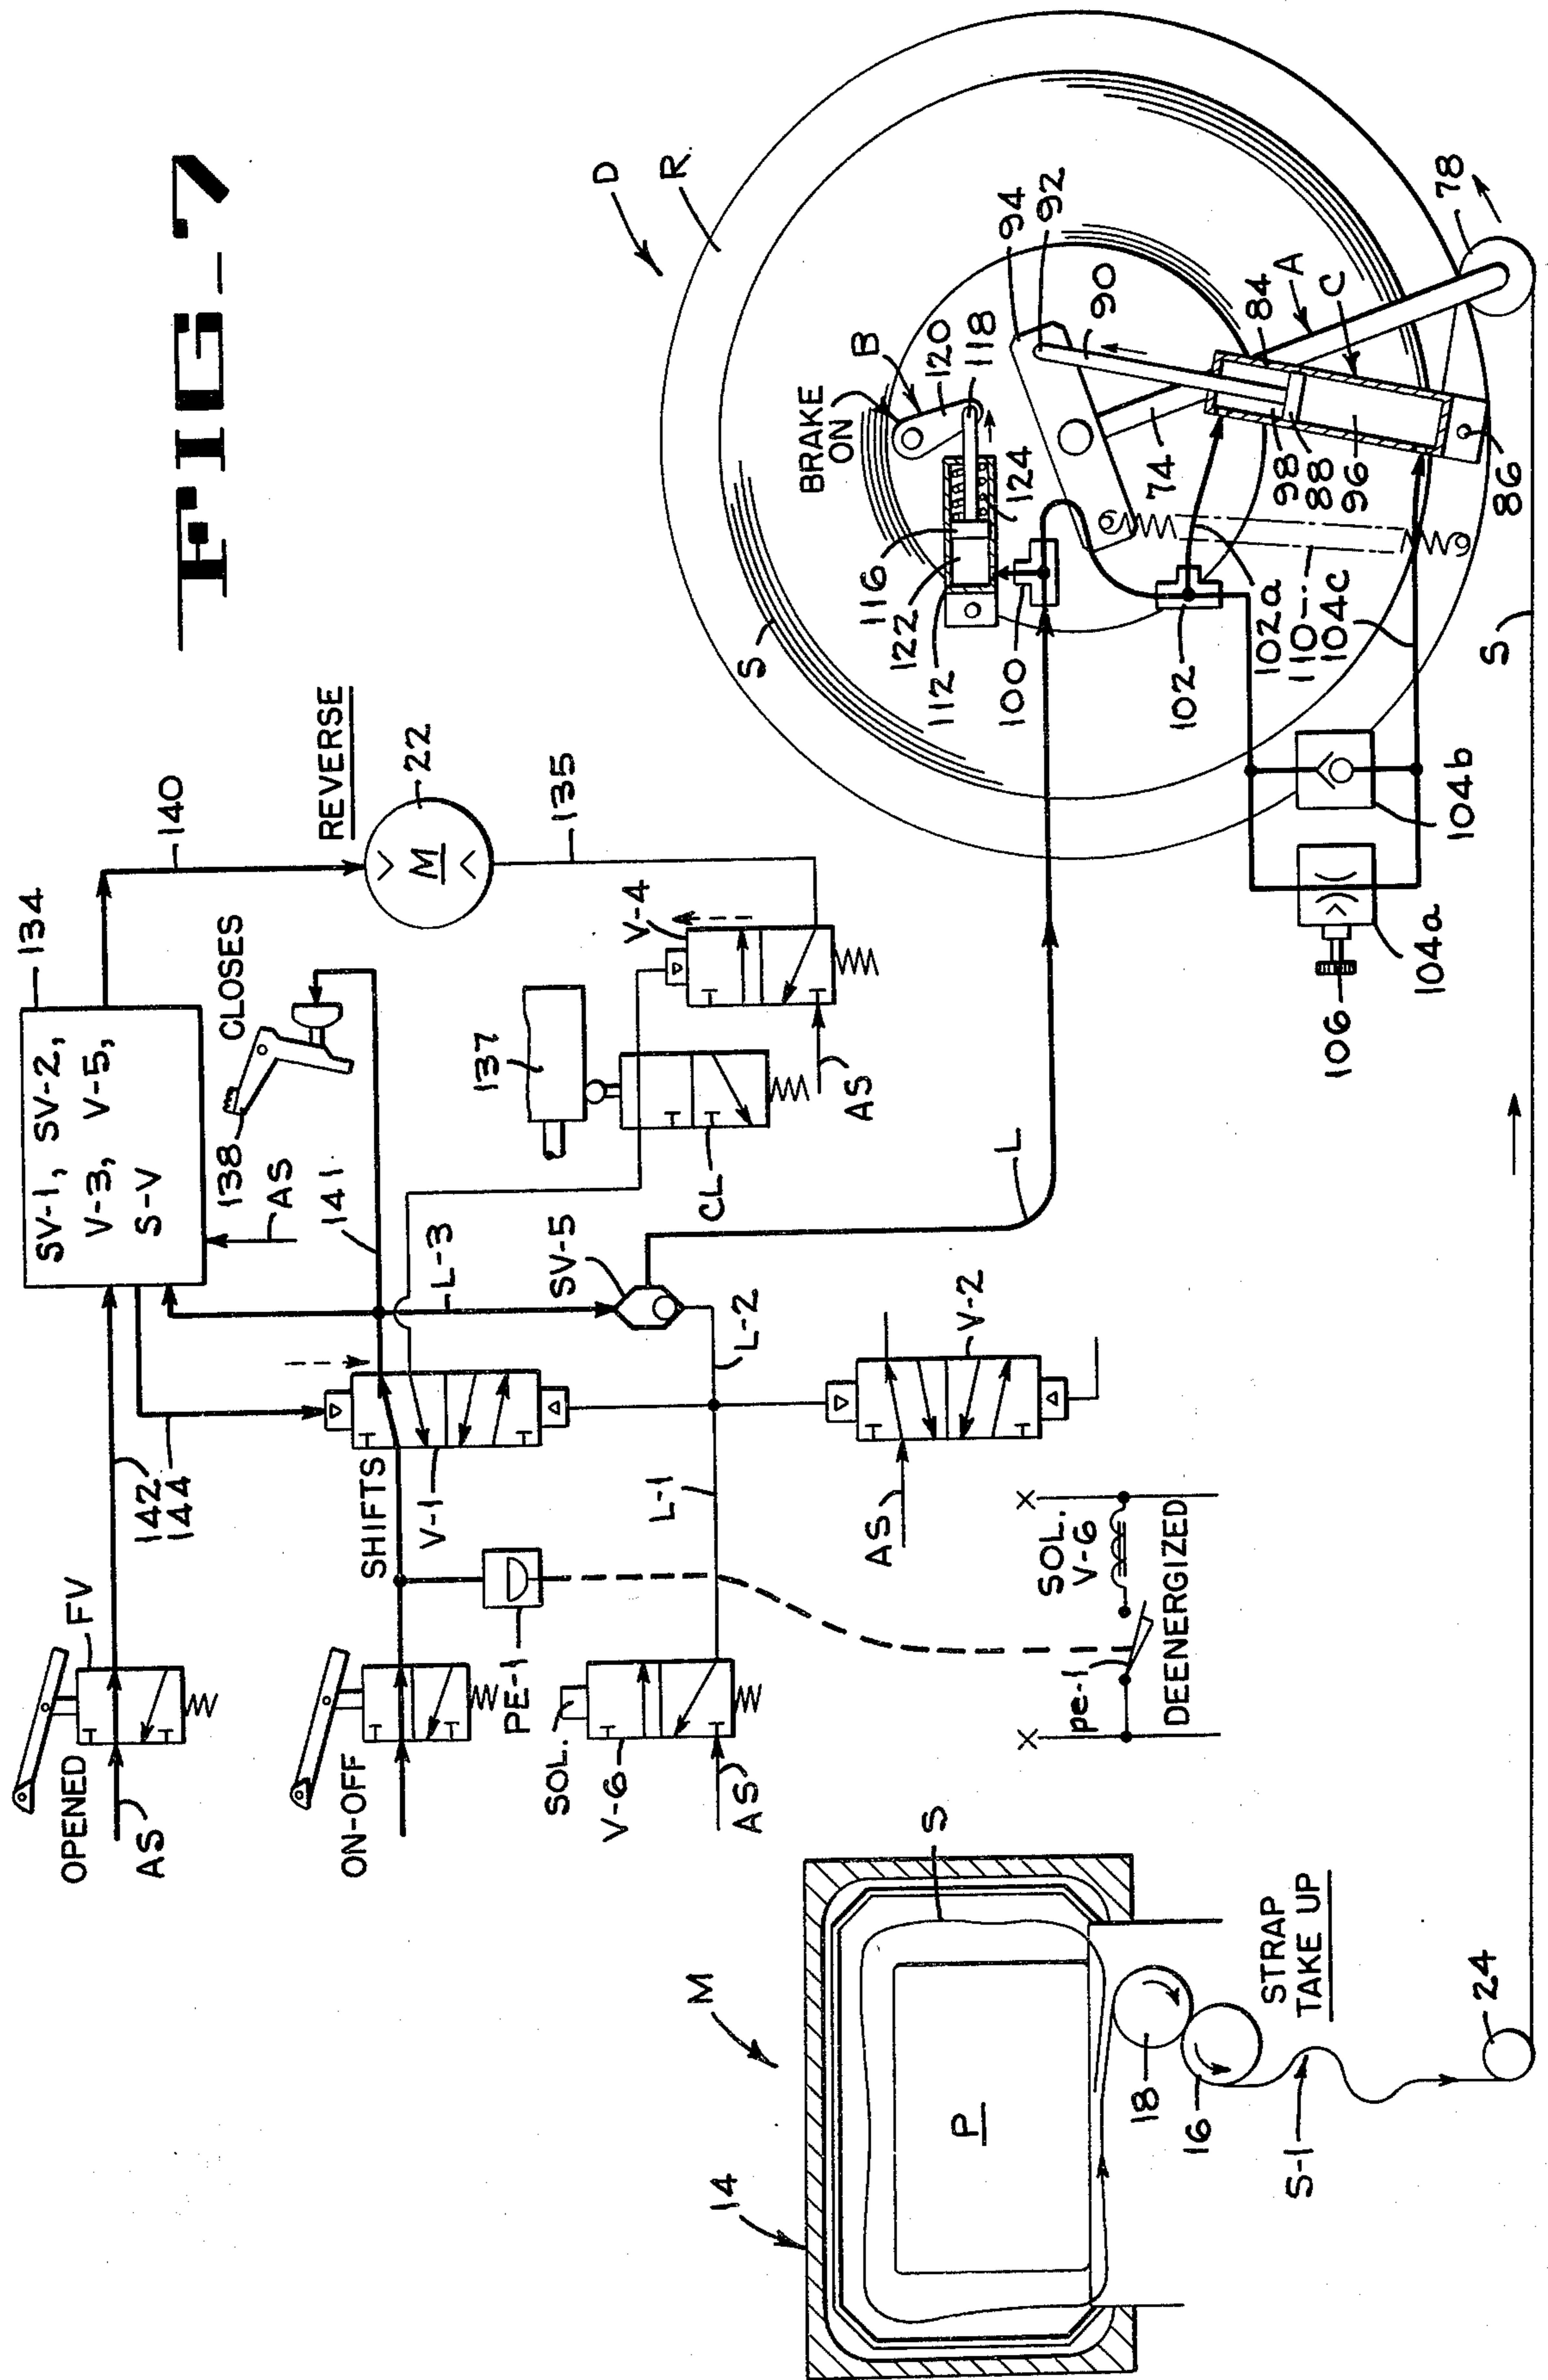 FIG_7
OPENED
FV
AS
142
144
134
SV-1, SV-2,
V-3, V-5,
S-V
AS
138
CLOSES
140
REVERSE
22
M
135
ON-OFF
SHIFTS
V-1
141
L-3
PE-1
SOL.
V-6
AS
L-1
L-2
SV-5
CL
137
V-4
AS
L
V-2
AS
SOL.
V-6
pe-1
DEENERGIZED
X
X
D
R
S
BRAKE
ON
B
120
118
116
122
112
124
100
94
92
90
74
84
A
C
98
88
96
86
78
102
102a
110
104c
104b
104a
106
S
M
14
P
S
18
16
S-1
STRAP
TAKE UP
24